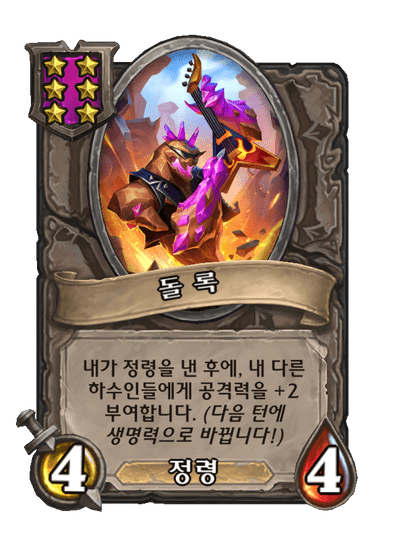 돌 록
내가 정령을 낸 후에, 내 다른
하수인들에게 공격력을 +2
부여합니다. (다음 턴에
생명력으로 바뀝니다!)
정령
4
4